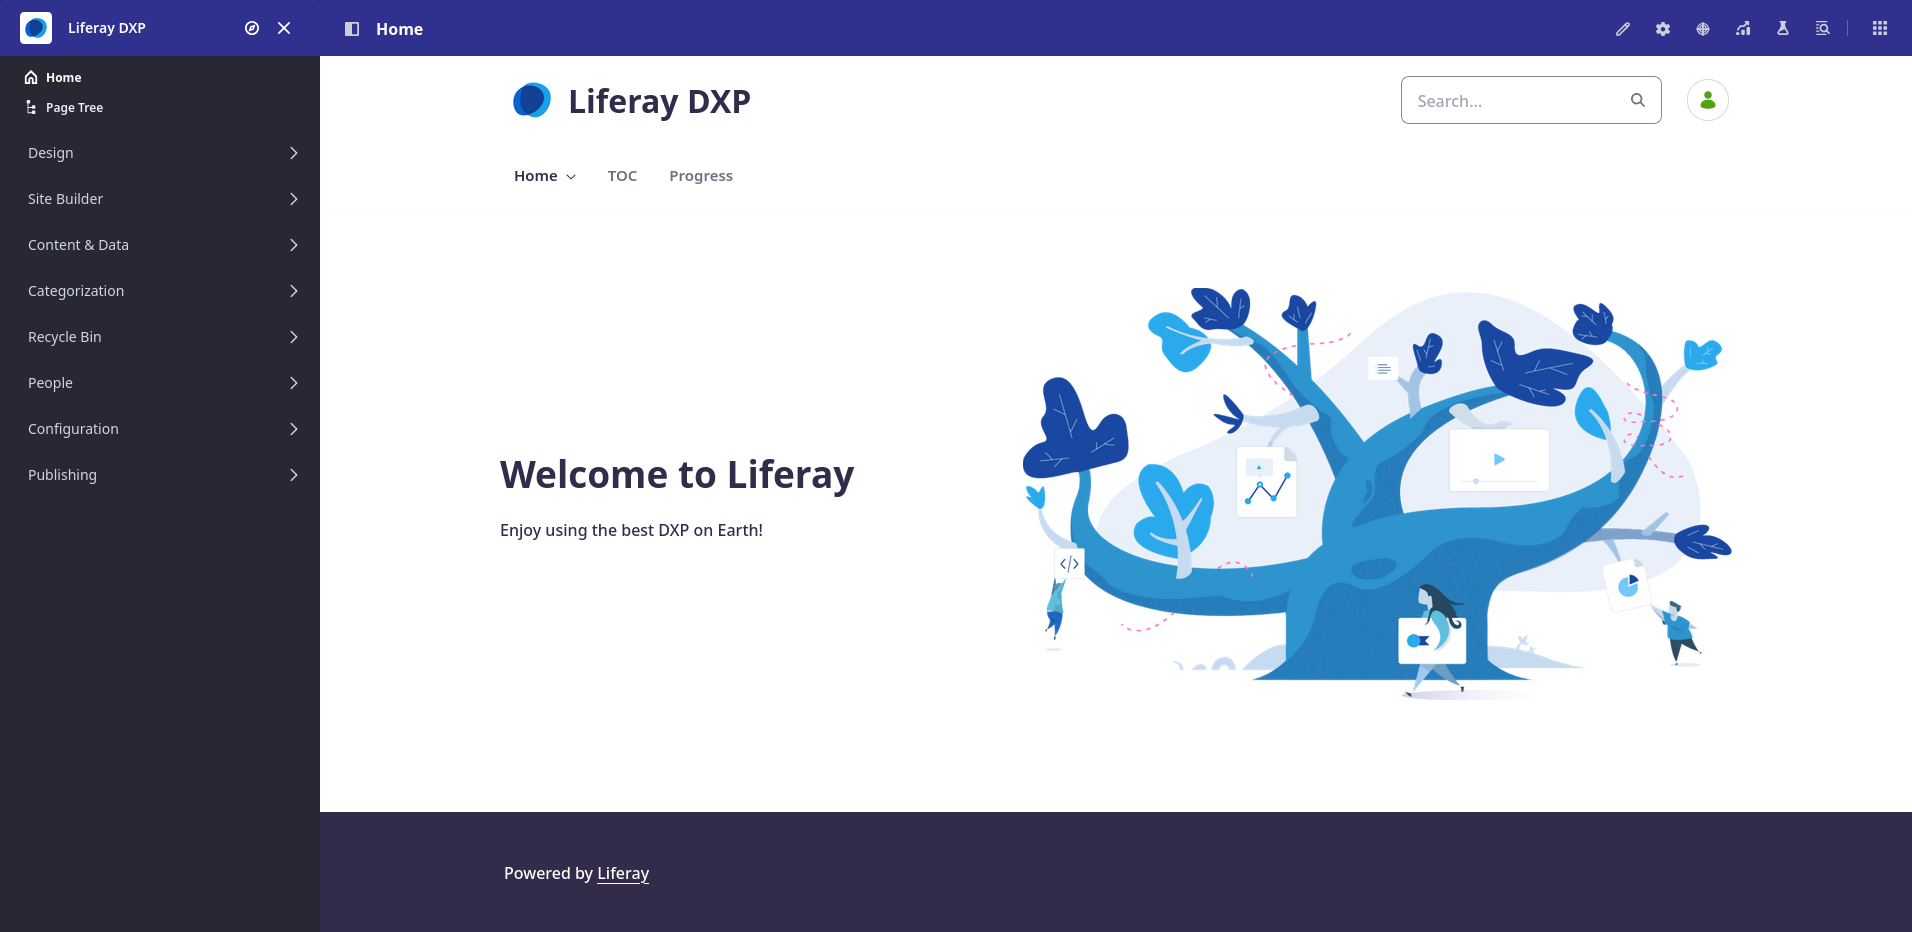 Liferay DXP
Home
Page Tree
Design
Site Builder
Content & Data
Categorization
Recycle Bin
People
Configuration
Publishing
Home
Liferay DXP
Search...
Home
TOC
Progress
Welcome to Liferay
Enjoy using the best DXP on Earth!
</>
Powered by Liferay